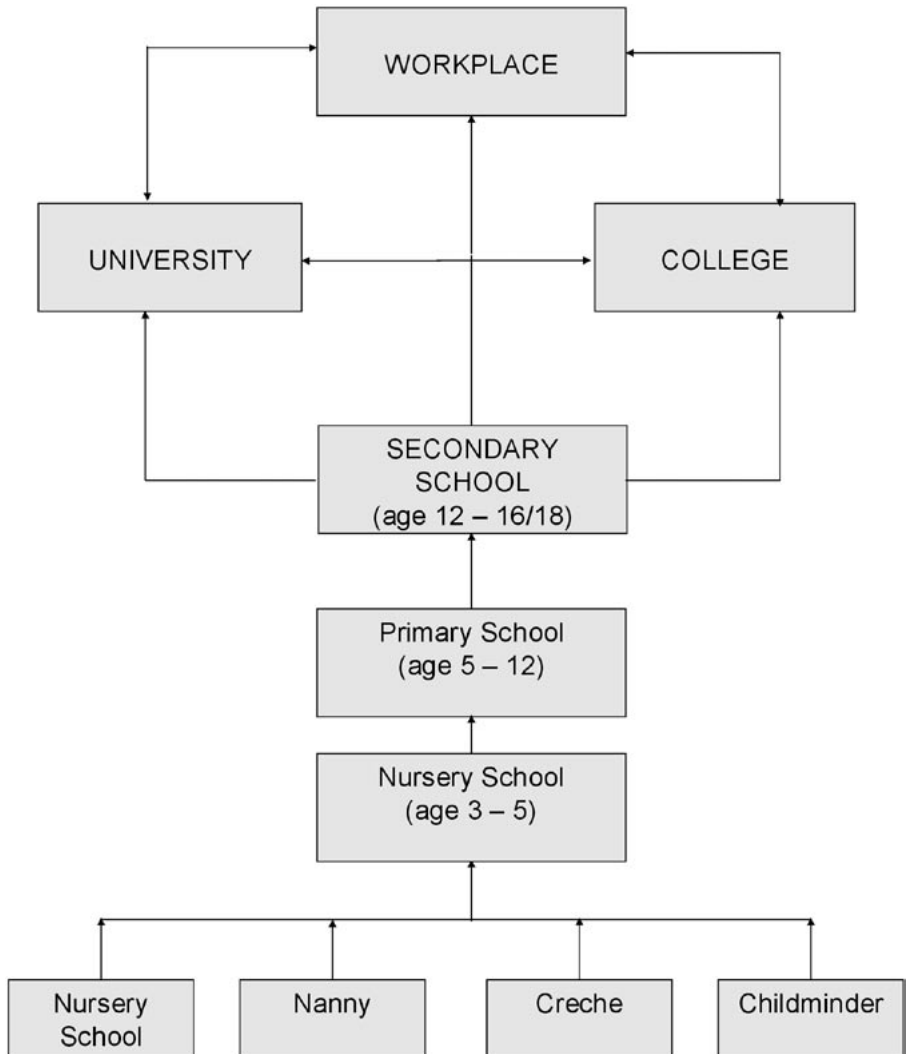 WORKPLACE
UNIVERSITY
COLLEGE
SECONDARY
SCHOOL
(age 12 – 16/18)
Primary School
(age 5 – 12)
Nursery School
(age 3 – 5)
Nursery
School
Nanny
Creche
Childminder